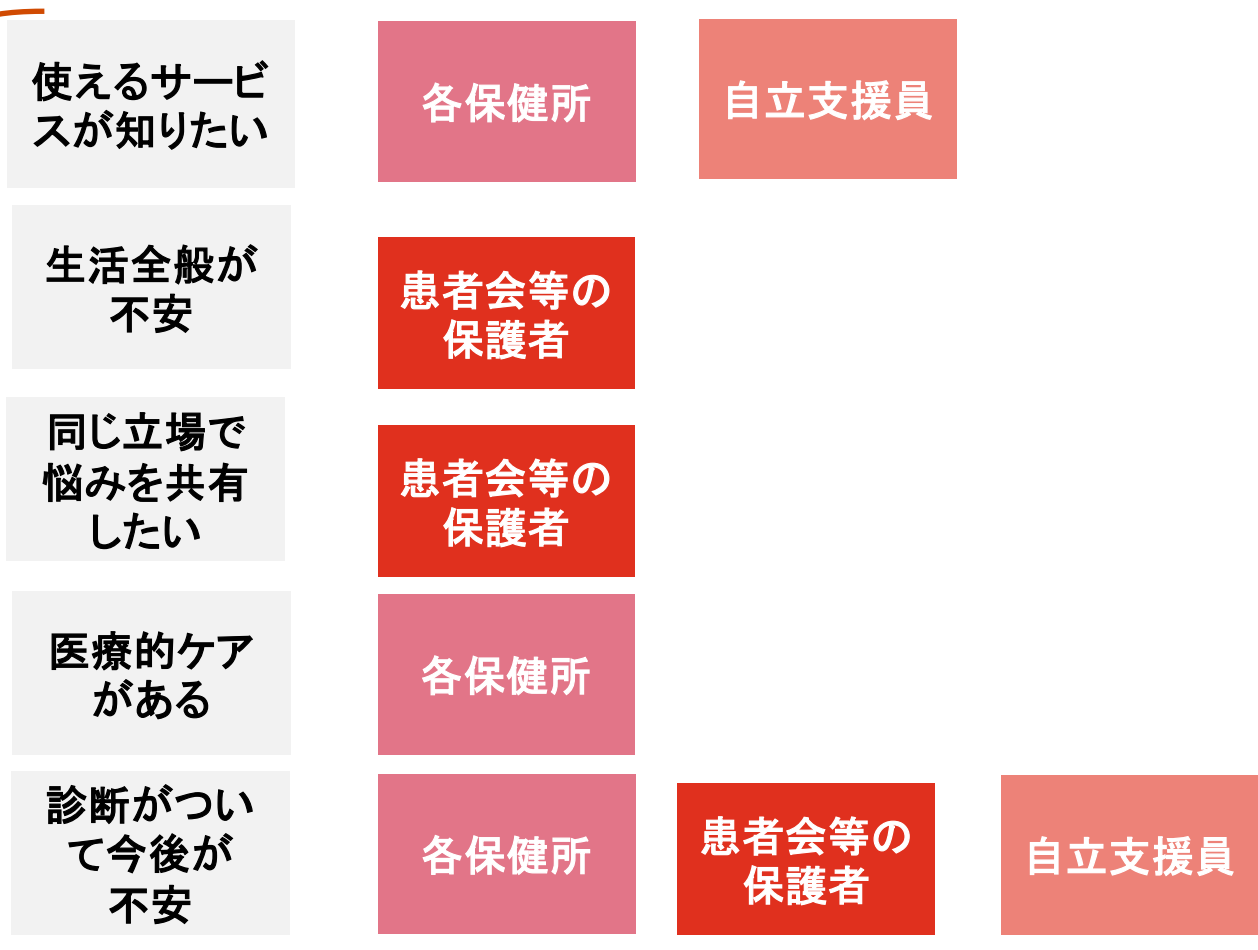 使えるサービ
スが知りたい
各保健所
自立支援員
生活全般が
不安
患者会等の
保護者
同じ立場で
悩みを共有
したい
患者会等の
保護者
医療的ケア
がある
各保健所
診断がつい
て今後が
不安
各保健所
患者会等の
保護者
自立支援員